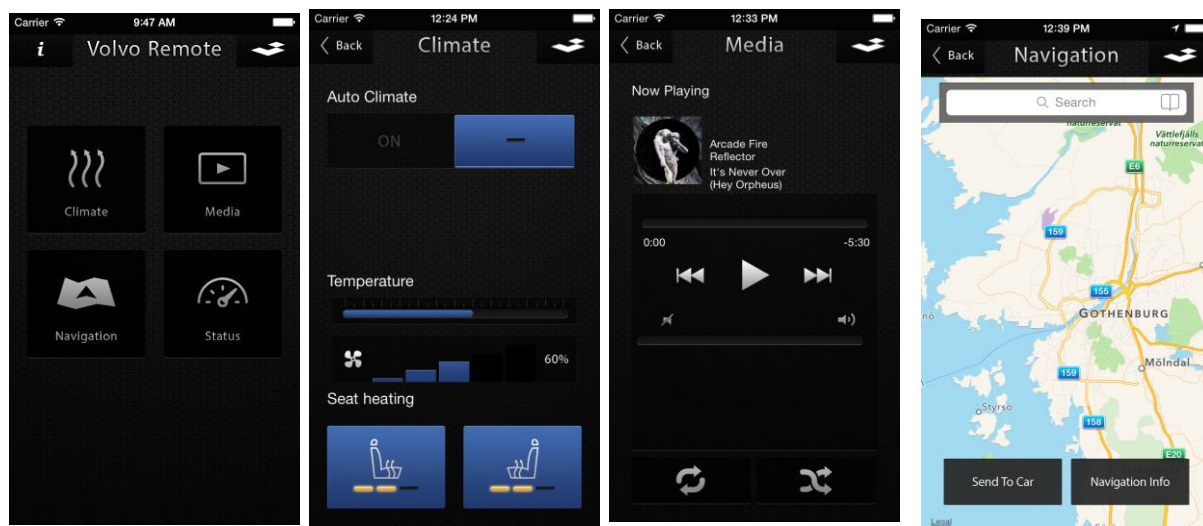 Carrier 9:47 AM
i Volvo Remote
Climate Media
Navigation Status
Carrier 12:24 PM
Back Climate
Auto Climate
ON
Temperature
60%
Seat heating
Carrier 12:33 PM
Back Media
Now Playing
Arcade Fire
Reflector
It's Never Over
(Hey Orpheus)
0:00 -5:30
Carrier 12:39 PM
Back Navigation
Search
naturreservat
Vättlefjälls
naturreservat
E6
159
155
GOTHENBURG
Mölndal
159
Styrsö
158
E20
Send To Car Navigation Info
Legal